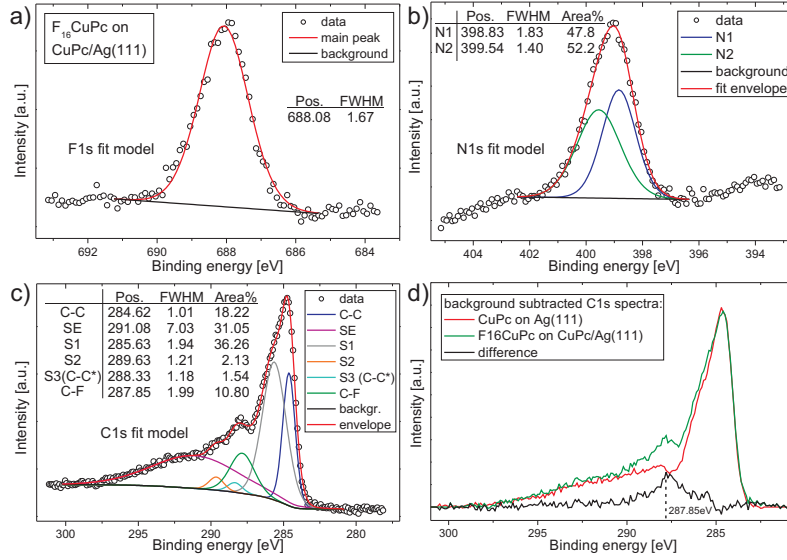 a)
F16CuPc on
CuPc/Ag(111)
data
main peak
background
Pos. FWHM
688.08 1.67
F1s fit model
Intensity [a.u.]
692 690 688 686 684
Binding energy [eV]
b)
Pos. FWHM Area%
N1 398.83 1.83 47.8
N2 399.54 1.40 52.2
data
N1
N2
background
fit envelope
N1s fit model
Intensity [a.u.]
404 402 400 398 396 394
Binding energy [eV]
c)
Pos. FWHM Area%
C-C 284.62 1.01 18.22
SE 291.08 7.03 31.05
S1 285.63 1.94 36.26
S2 289.63 1.21 2.13
S3(C-C*) 288.33 1.18 1.54
C-F 287.85 1.99 10.80
data
C-C
SE
S1
S2
S3 (C-C*)
C-F
backgr.
envelope
C1s fit model
Intensity [a.u.]
300 295 290 285 280
Binding energy [eV]
d)
background subtracted C1s spectra:
CuPc on Ag(111)
F16CuPc on CuPc/Ag(111)
difference
287.85eV
Intensity [a.u.]
300 295 290 285
Binding energy [eV]